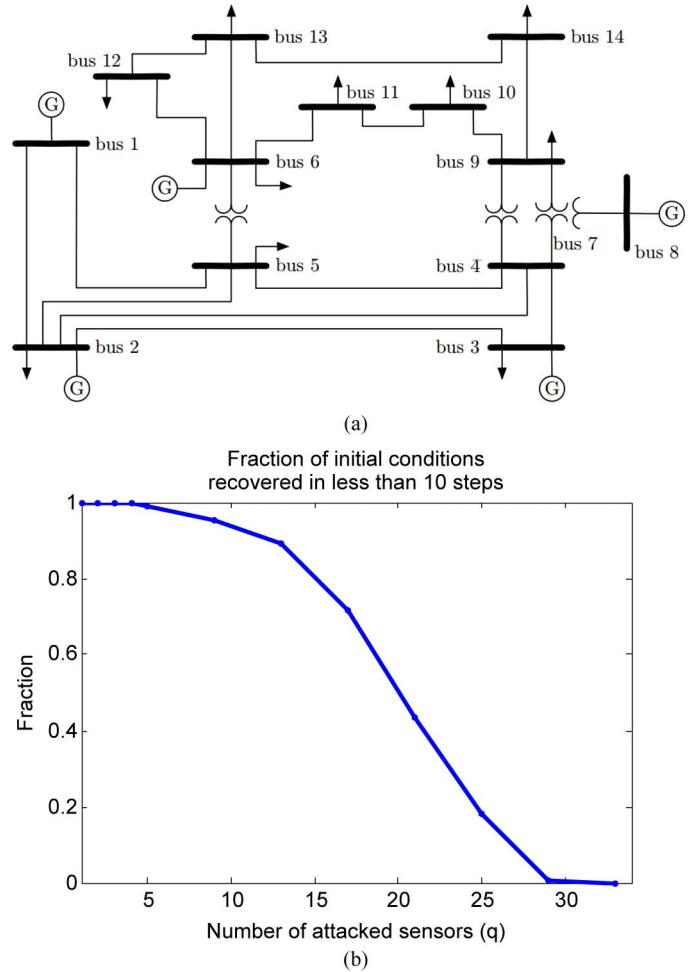 bus 13
bus 14
bus 12
bus 11
bus 10
G
bus 1
bus 6
bus 9
G
G
bus 7
bus 8
bus 5
bus 4
bus 2
bus 3
G
G
(a)
Fraction of initial conditions
recovered in less than 10 steps
1
0.8
0.6
0.4
0.2
0
Fraction
5
10
15
20
25
30
Number of attacked sensors (q)
(b)